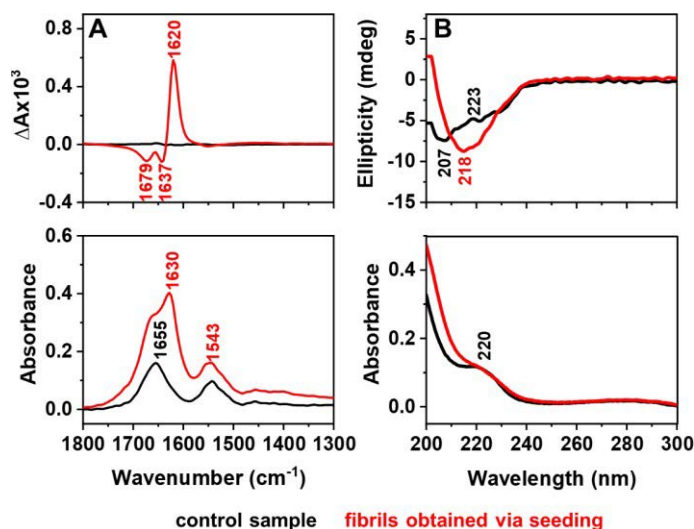 A
1620
1679
1637
ΔAx10³
0.8
0.4
0.0
-0.4
B
223
207
218
Ellipticity (mdeg)
5
0
-5
-10
-15
1630
1655
1543
Absorbance
0.6
0.4
0.2
0.0
1800 1700 1600 1500 1400 1300
Wavenumber (cm⁻¹)
220
Absorbance
0.4
0.2
0.0
200 220 240 260 280 300
Wavelength (nm)
control sample fibrils obtained via seeding